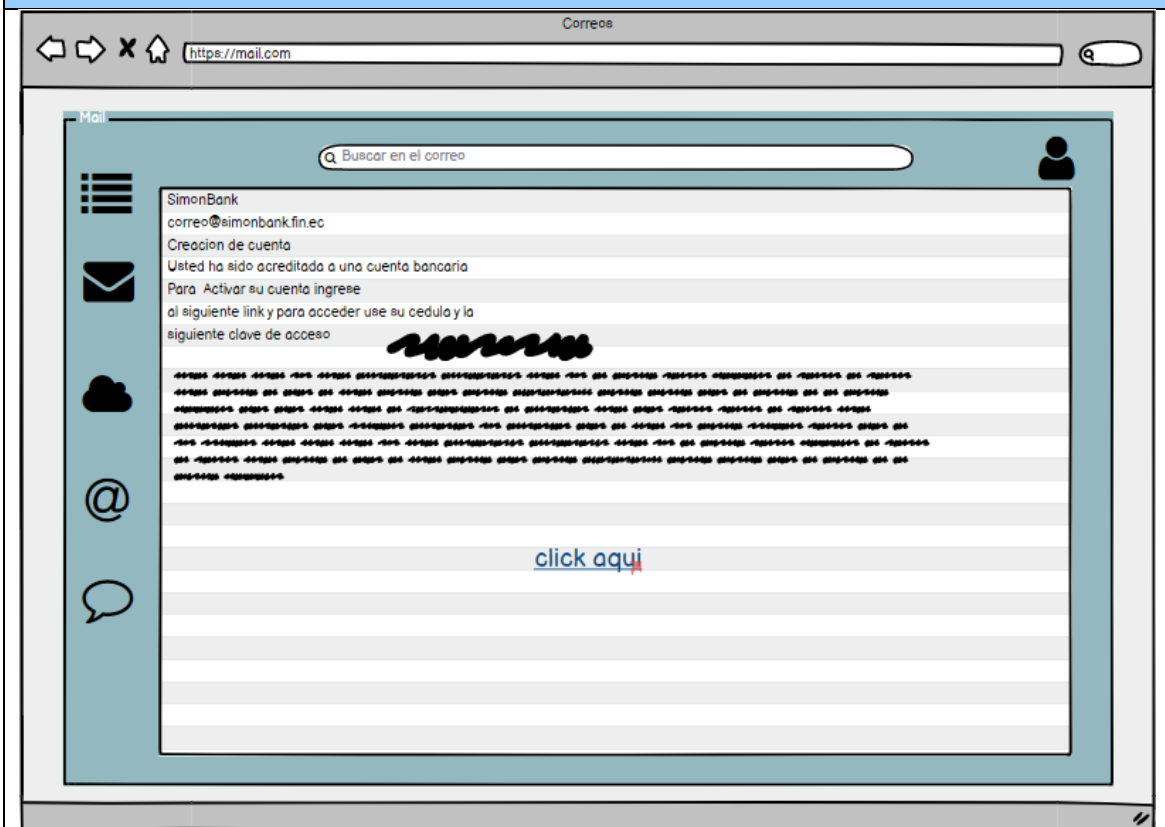 Correos
https://mail.com
Mail
Buscar en el correo
SimonBank
correo@simonbank.fin.ec
Creacion de cuenta
Usted ha sido acreditada a una cuenta bancaria
Para Activar su cuenta ingrese
al siguiente link y para acceder use su cedula y la
siguiente clave de acceso
@
click aqui